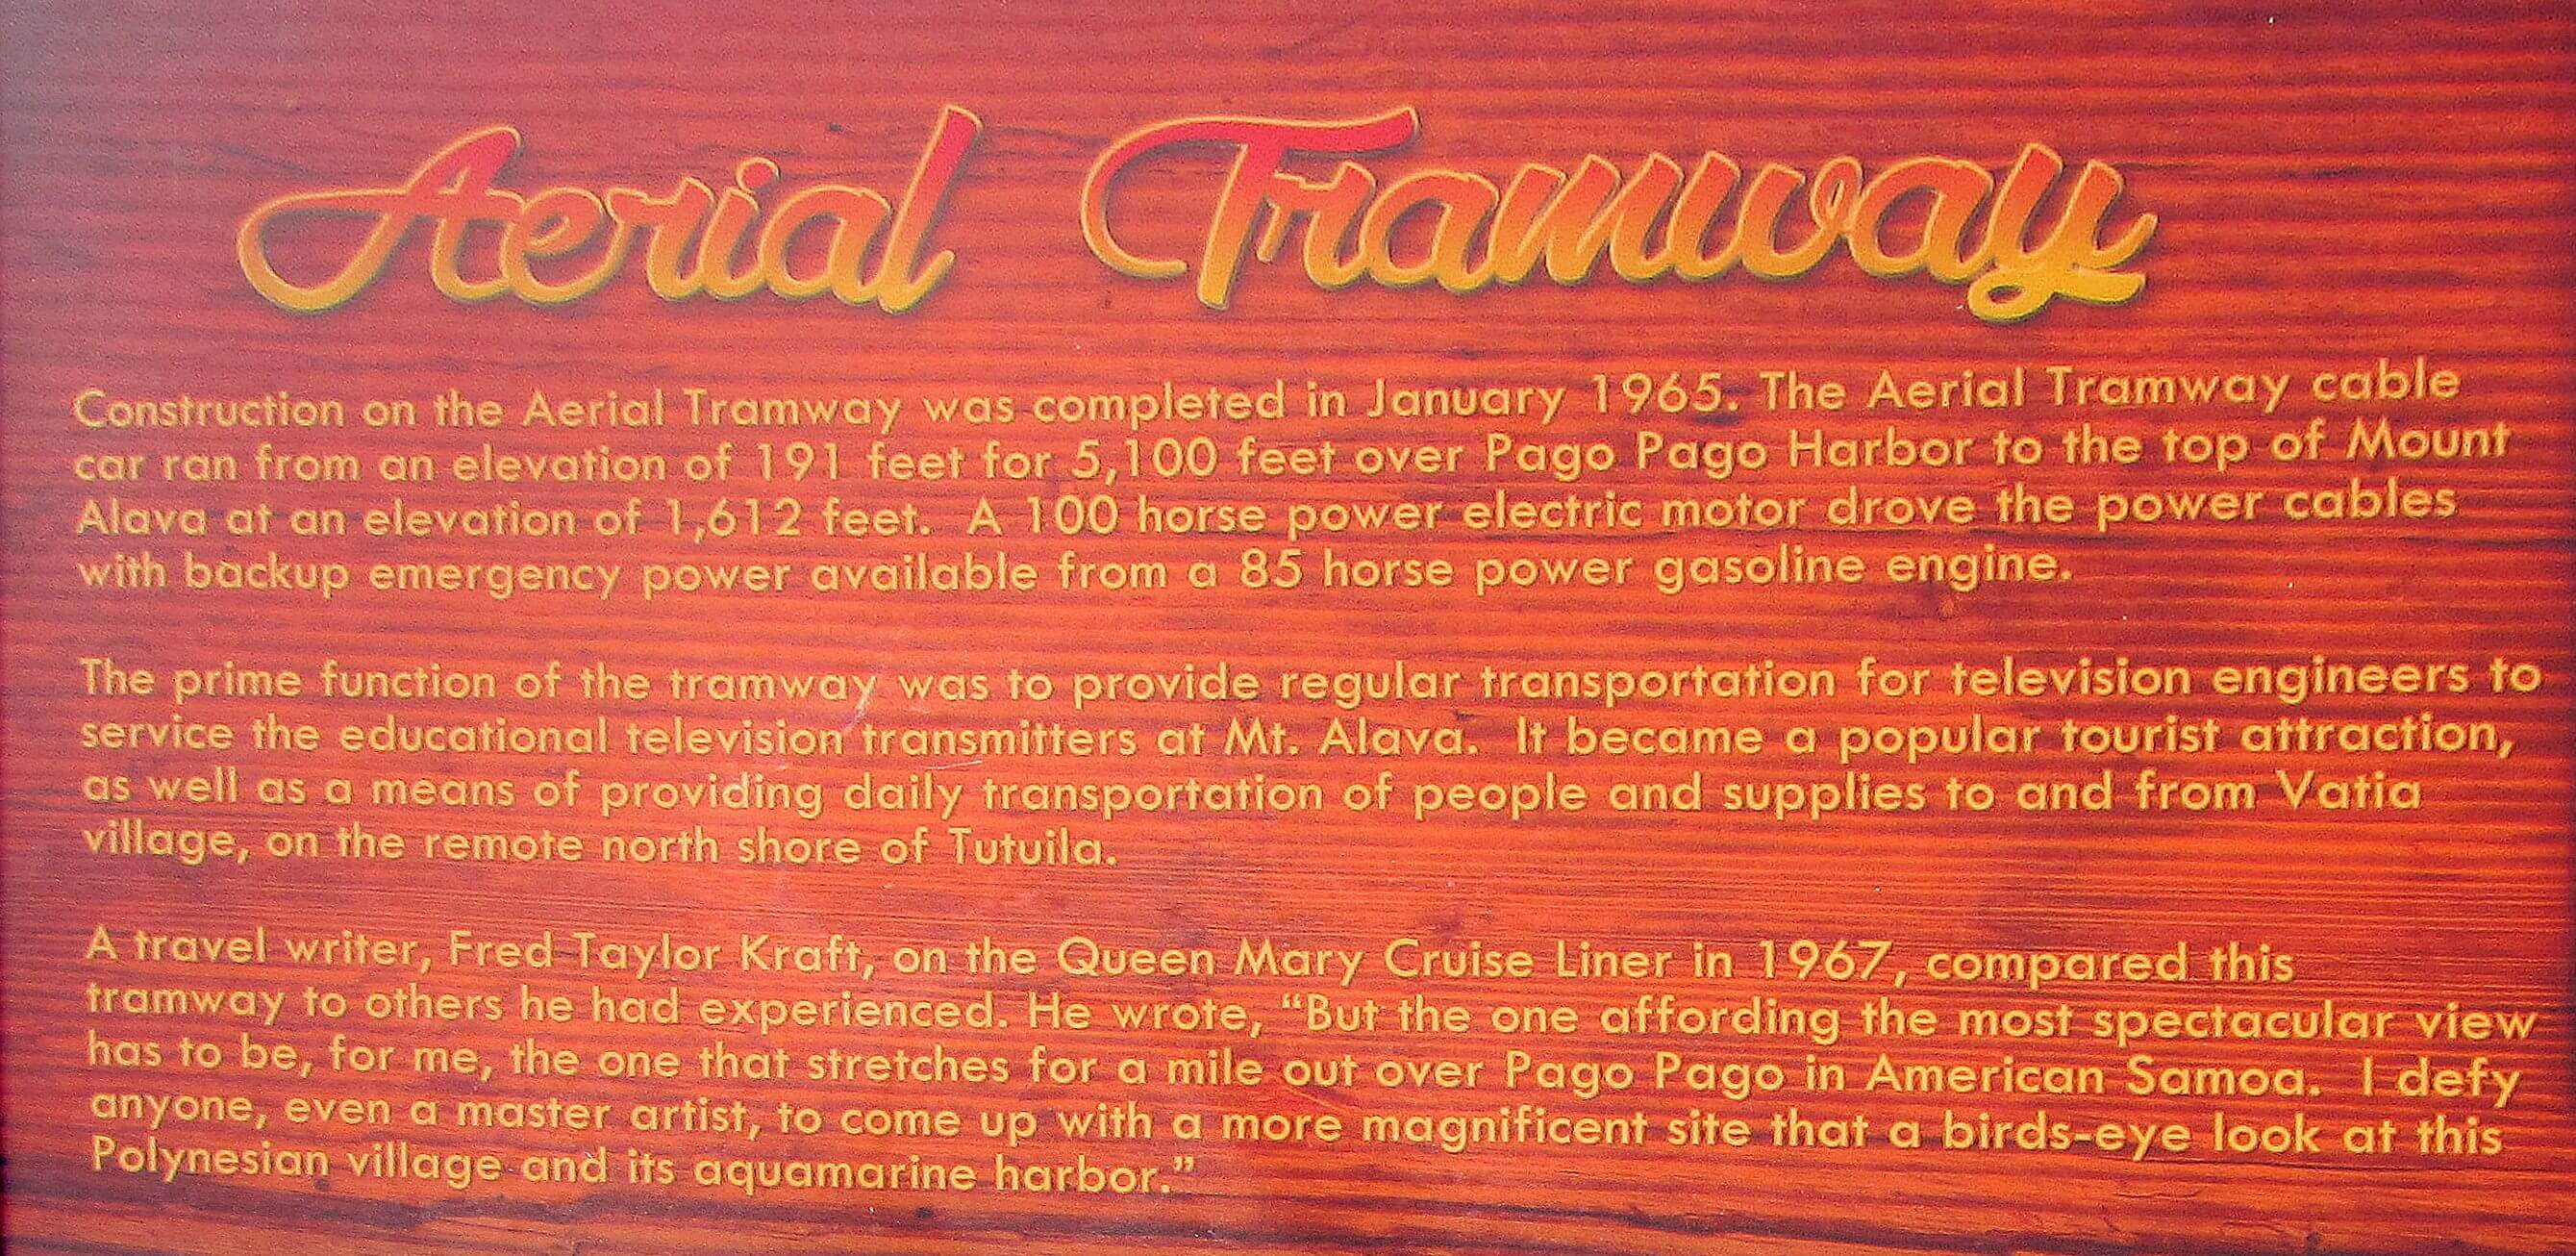 Aerial Tramway
Construction on the Aerial Tramway was completed in January 1965. The Aerial Tramway cable
car ran from an elevation of 191 feet for 5,100 feet over Pago Pago Harbor to the top of Mount
Alava at an elevation of 1,612 feet.  A 100 horse power electric motor drove the power cables
with backup emergency power available from a 85 horse power gasoline engine.
The prime function of the tramway was to provide regular transportation for television engineers to
service the educational television transmitters at Mt. Alava.  It became a popular tourist attraction,
as well as a means of providing daily transportation of people and supplies to and from Vatia
village, on the remote north shore of Tutuila.
A travel writer, Fred Taylor Kraft, on the Queen Mary Cruise Liner in 1967, compared this
tramway to others he had experienced. He wrote, “But the one affording the most spectacular view
has to be, for me, the one that stretches for a mile out over Pago Pago in American Samoa.  I defy
anyone, even a master artist, to come up with a more magnificent site that a birds-eye look at this
Polynesian village and its aquamarine harbor.”